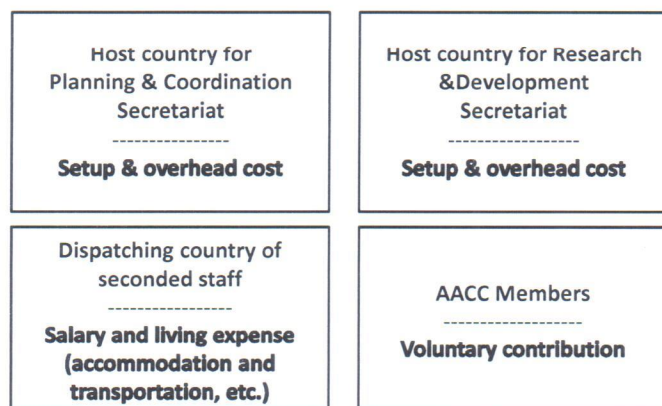 Host country for
Planning & Coordination
Secretariat
----------------
Setup & overhead cost
Host country for Research
&Development
Secretariat
------------------
Setup & overhead cost
Dispatching country of
seconded staff
-----------------
Salary and living expense
(accommodation and
transportation, etc.)
AACC Members
-------------------
Voluntary contribution